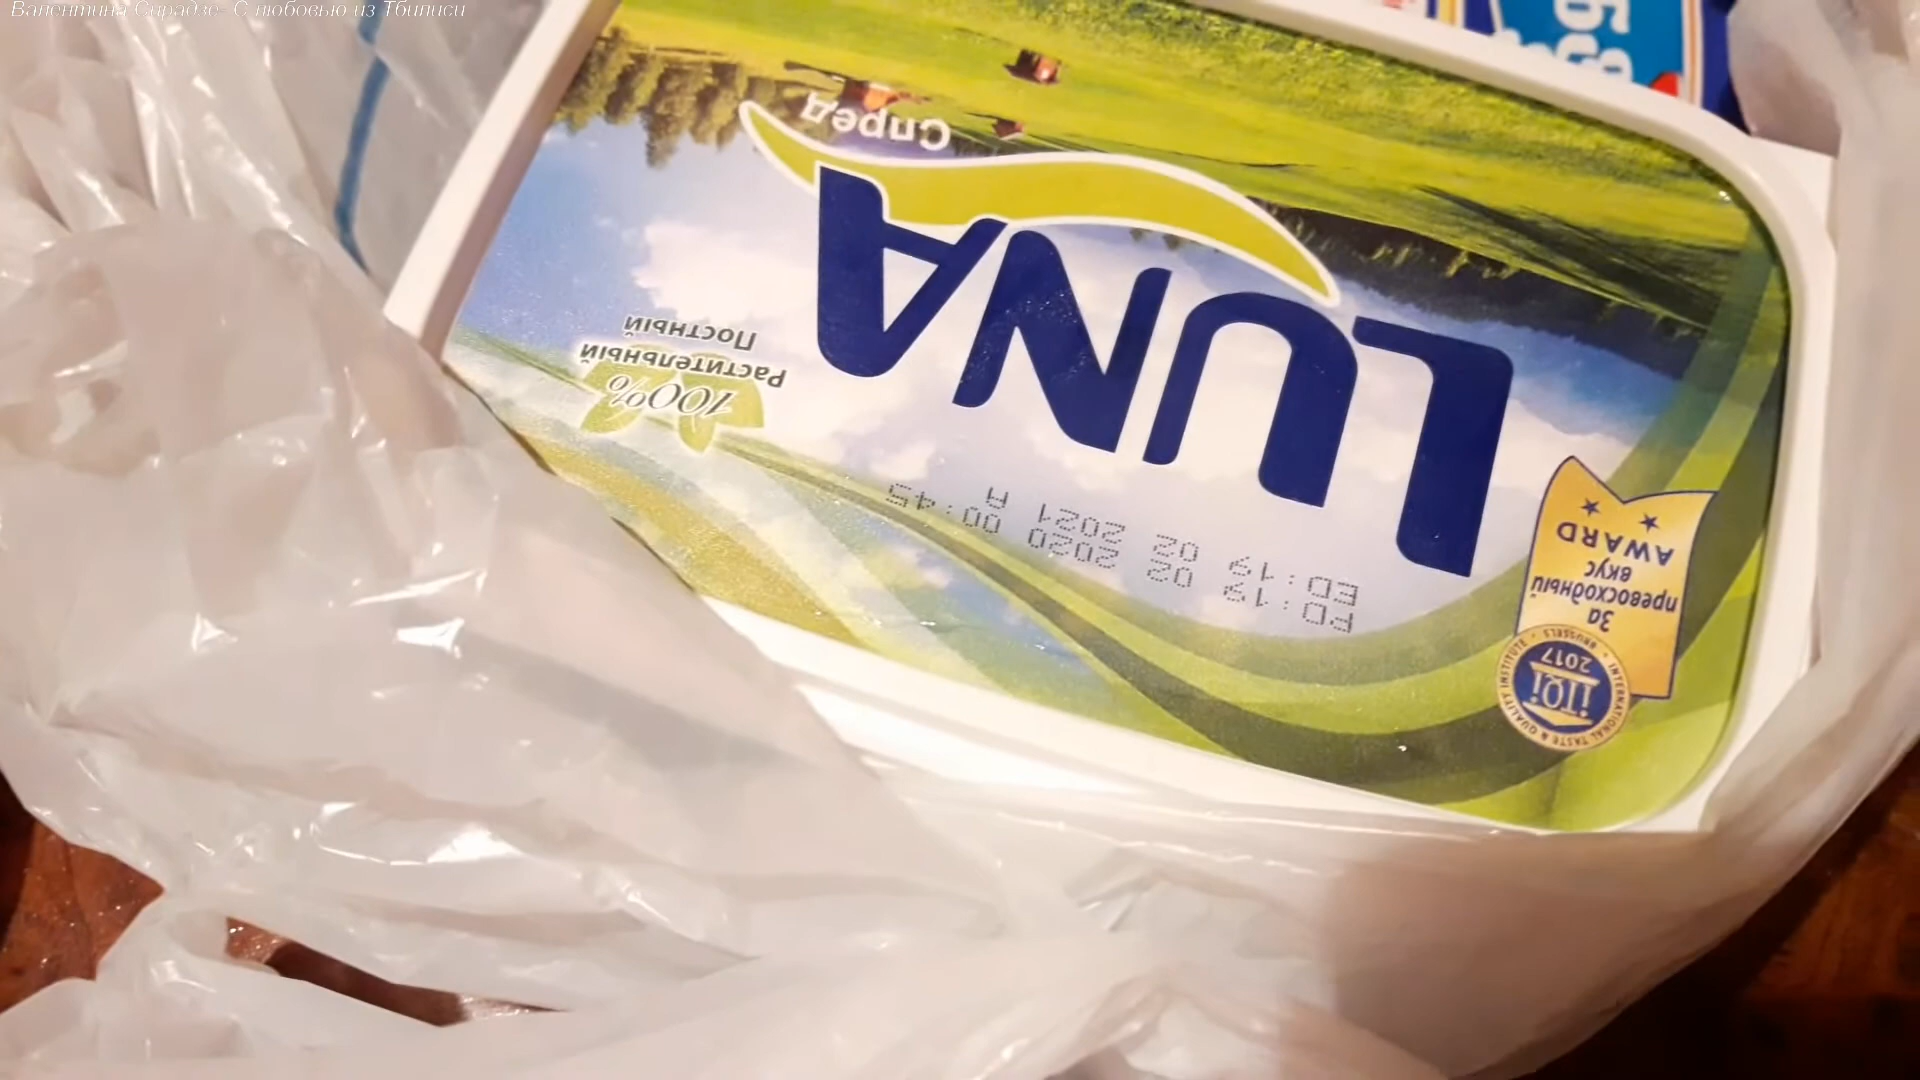 Валентина Сирадзе С любовью из Тбилиси
Спред
LUNA
100%
Растительный
Постный
PD:18 02 2020 00:45
ED:19 02 2021 A
AWARD
За
превосходный
вкус
iTQi
2017
INTERNATIONAL TASTE & QUALITY INSTITUTE • BRUSSELS •